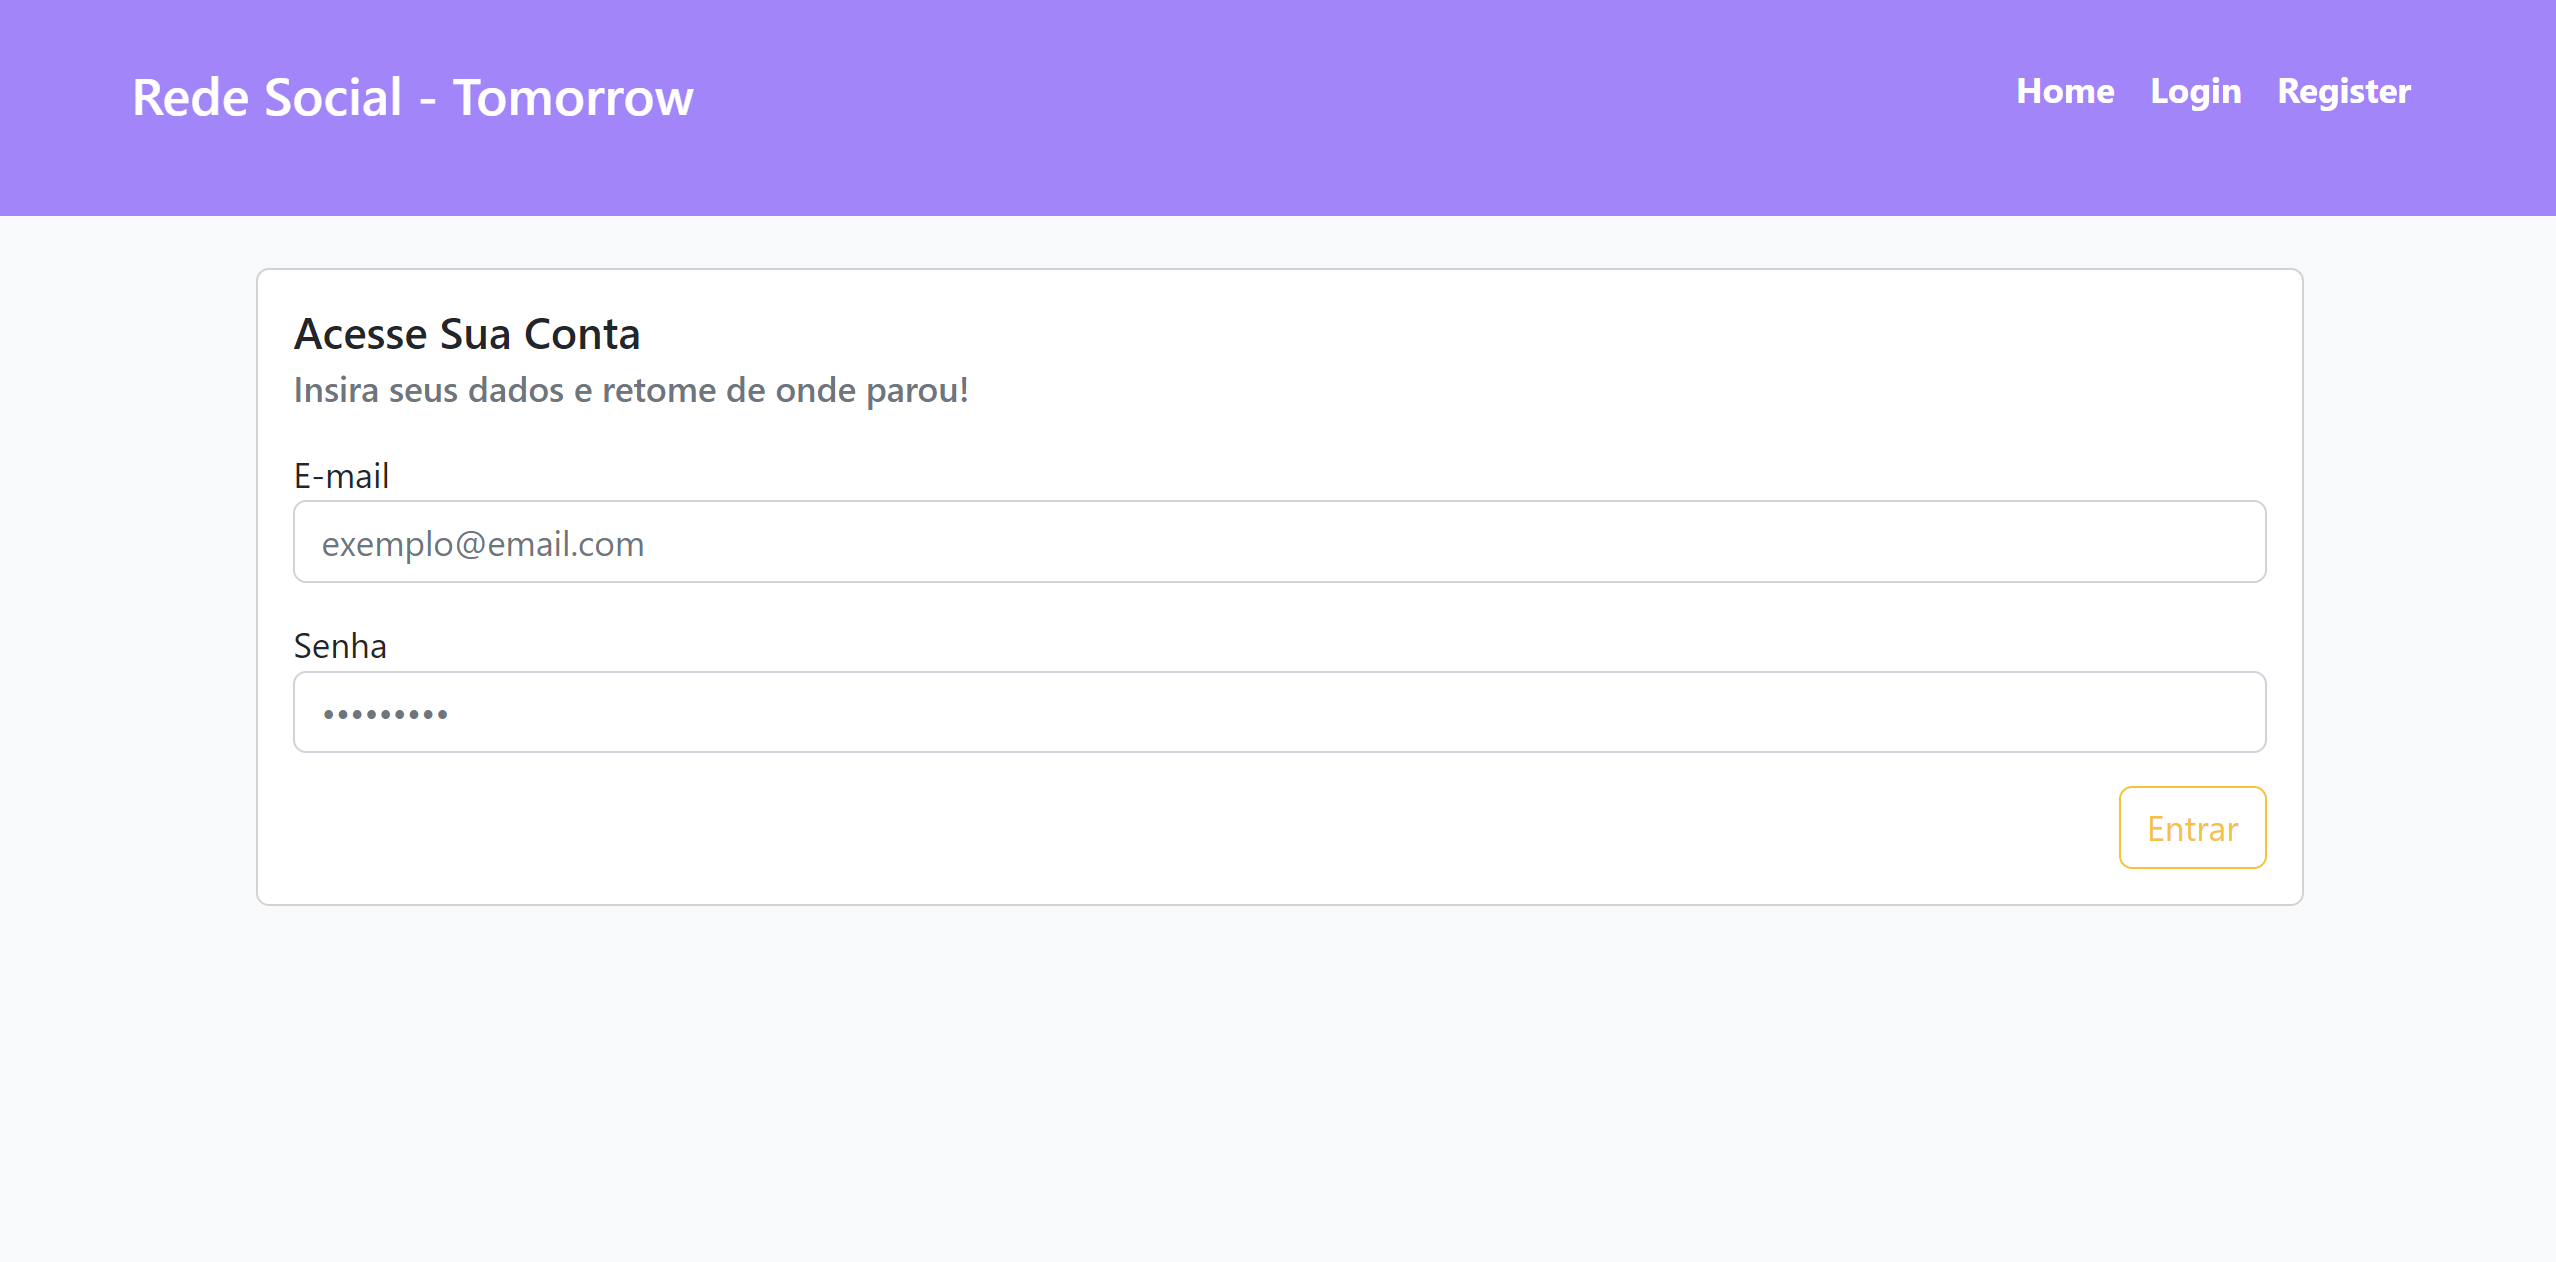 Rede Social - Tomorrow
Home Login Register
Acesse Sua Conta
Insira seus dados e retome de onde parou!
E-mail
exemplo@email.com
Senha
•••••••••
Entrar